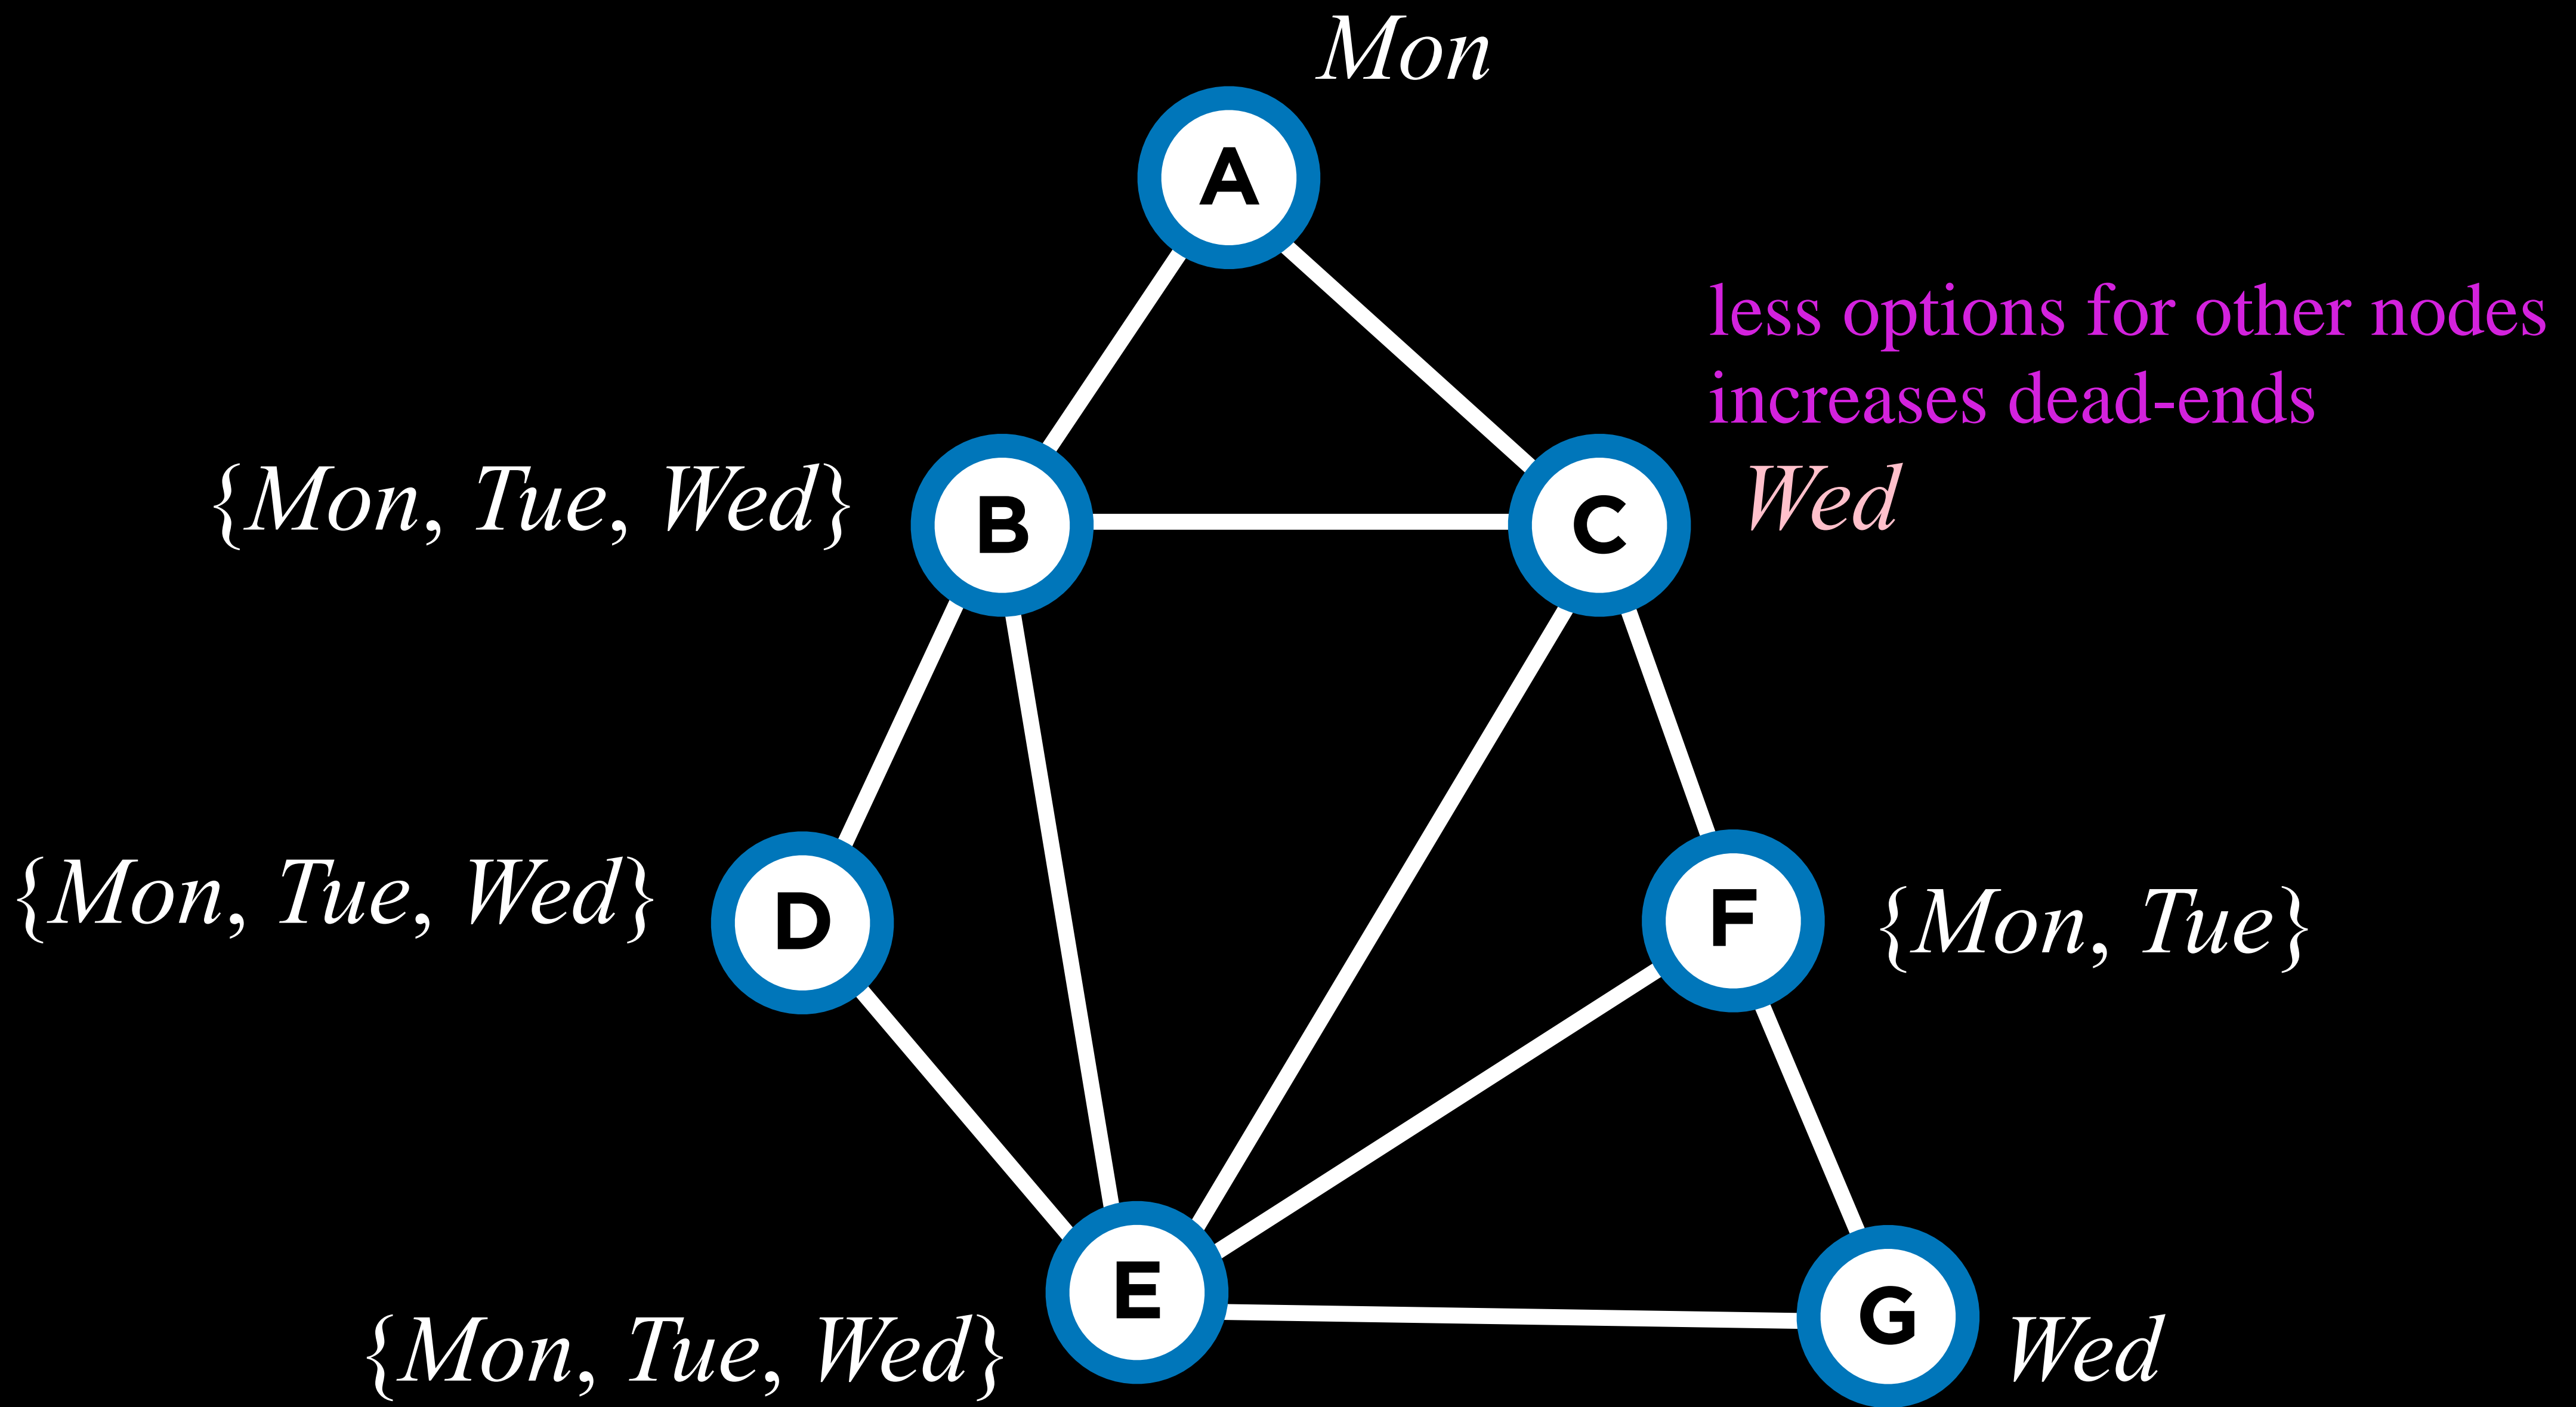 Mon
A
less options for other nodes
increases dead-ends
{Mon, Tue, Wed}
B
C
Wed
{Mon, Tue, Wed}
D
F
{Mon, Tue}
E
{Mon, Tue, Wed}
G
Wed